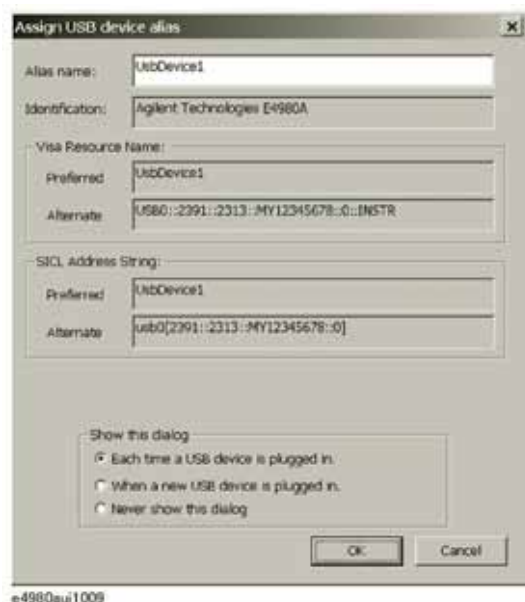 Assign USB device alias
Alias name: UsbDevice1
Identification: Agilent Technologies E4980A
Visa Resource Name:
Preferred UsbDevice1
Alternate USB0::2391::2313::MY12345678::0::INSTR
SICL Address String:
Preferred UsbDevice1
Alternate usb0[2391::2313::MY12345678::0]
Show this dialog
Each time a USB device is plugged in.
When a new USB device is plugged in.
Never show this dialog
OK Cancel
e4980auj1009